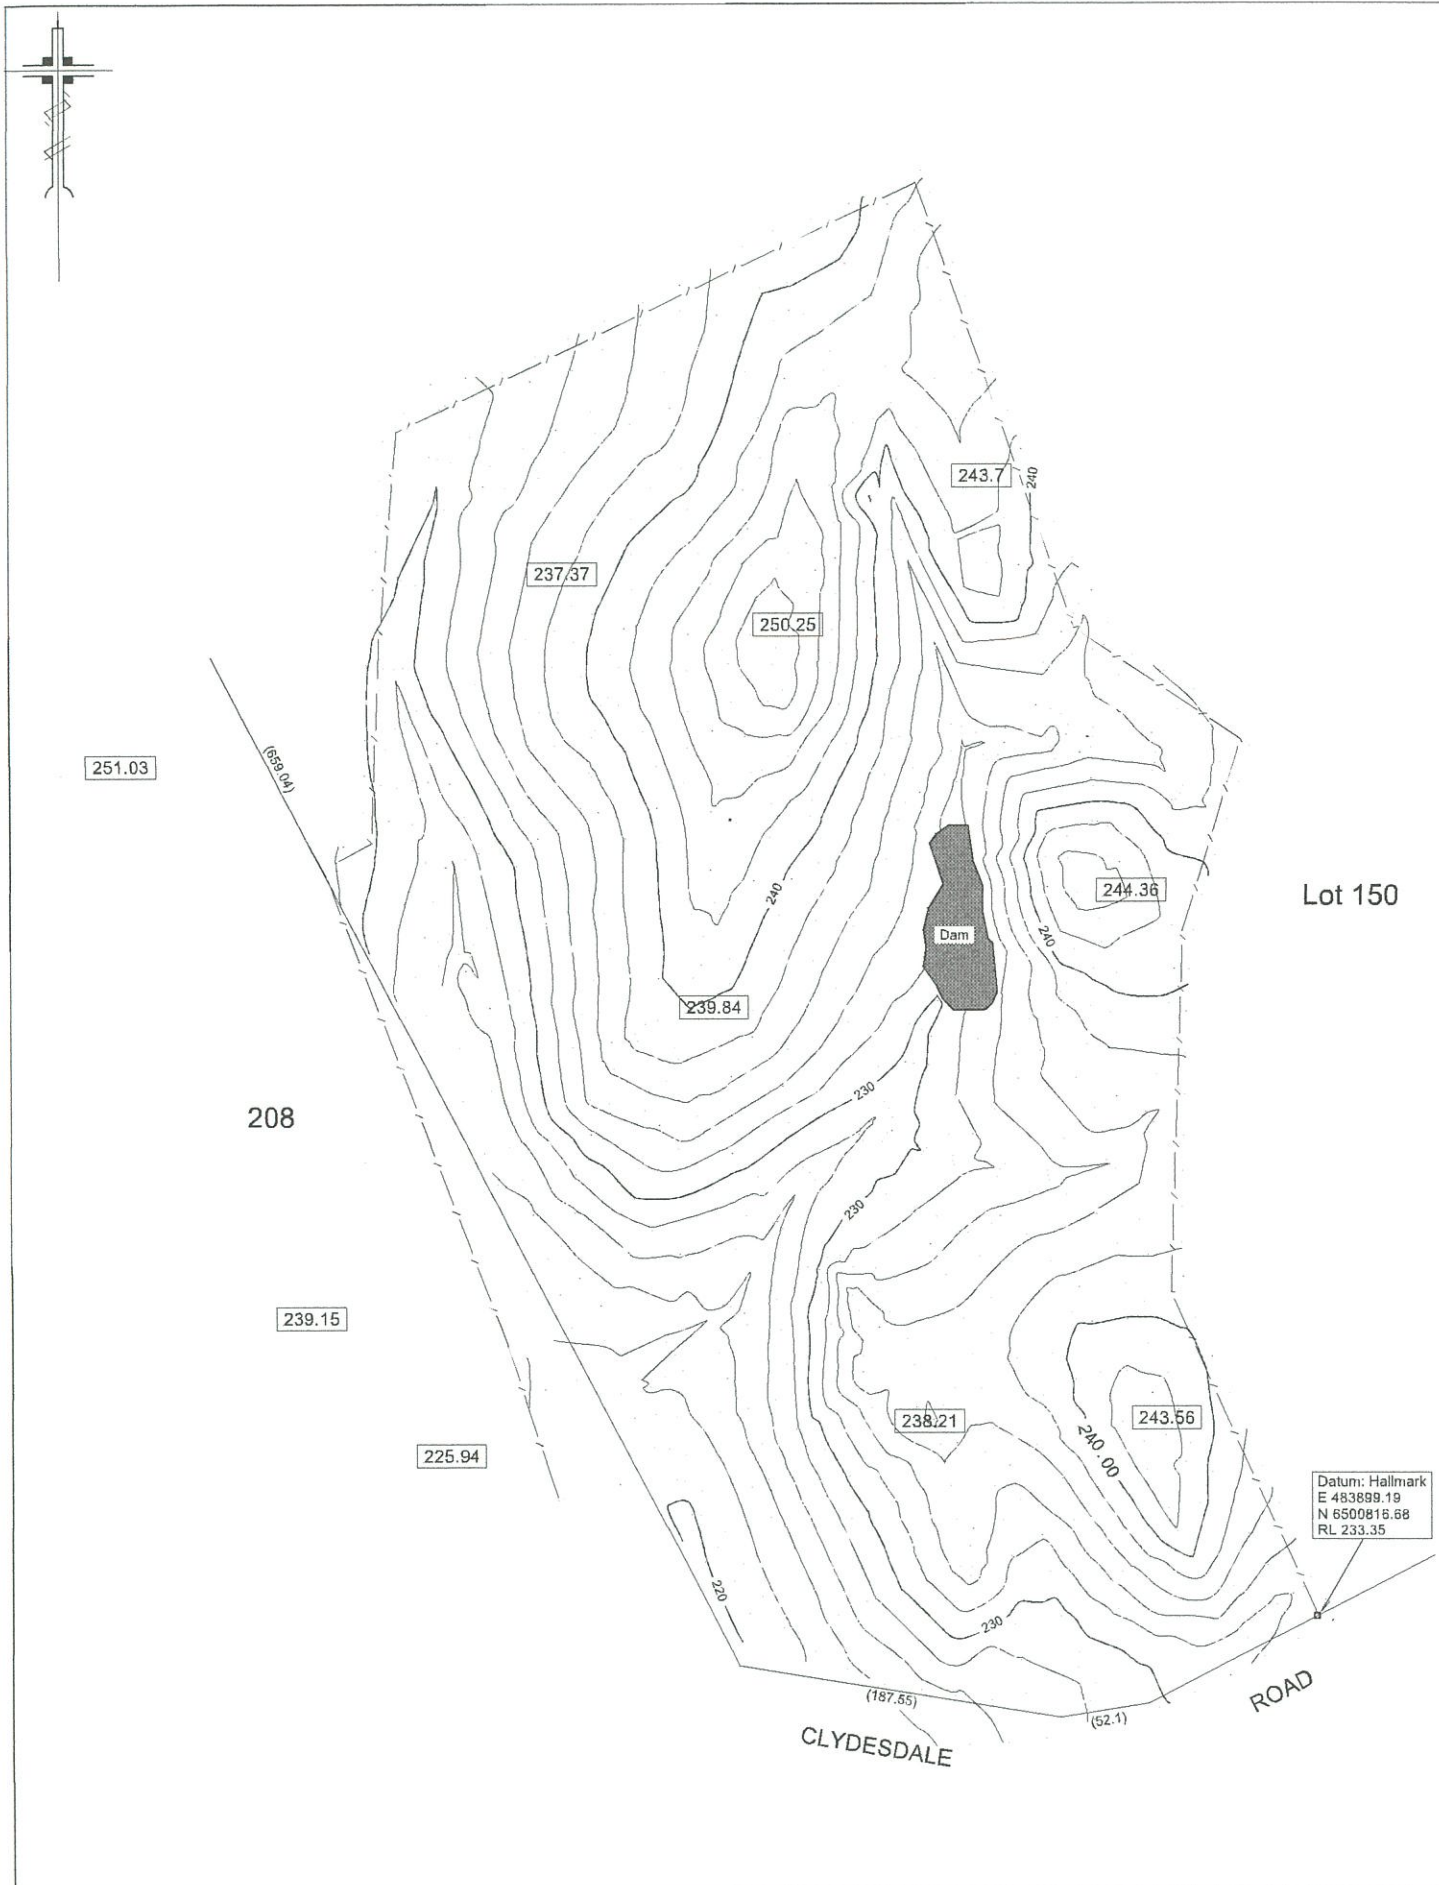 243.7
240
237.37
250.25
251.03
(659.04)
240
244.36
Lot 150
Dam
240
239.84
230
208
230
239.15
238.21
243.56
240.00
225.94
Datum: Hallmark
E 483899.19
N 6500816.68
RL 233.35
220
230
(187.55)
(52.1)
ROAD
CLYDESDALE